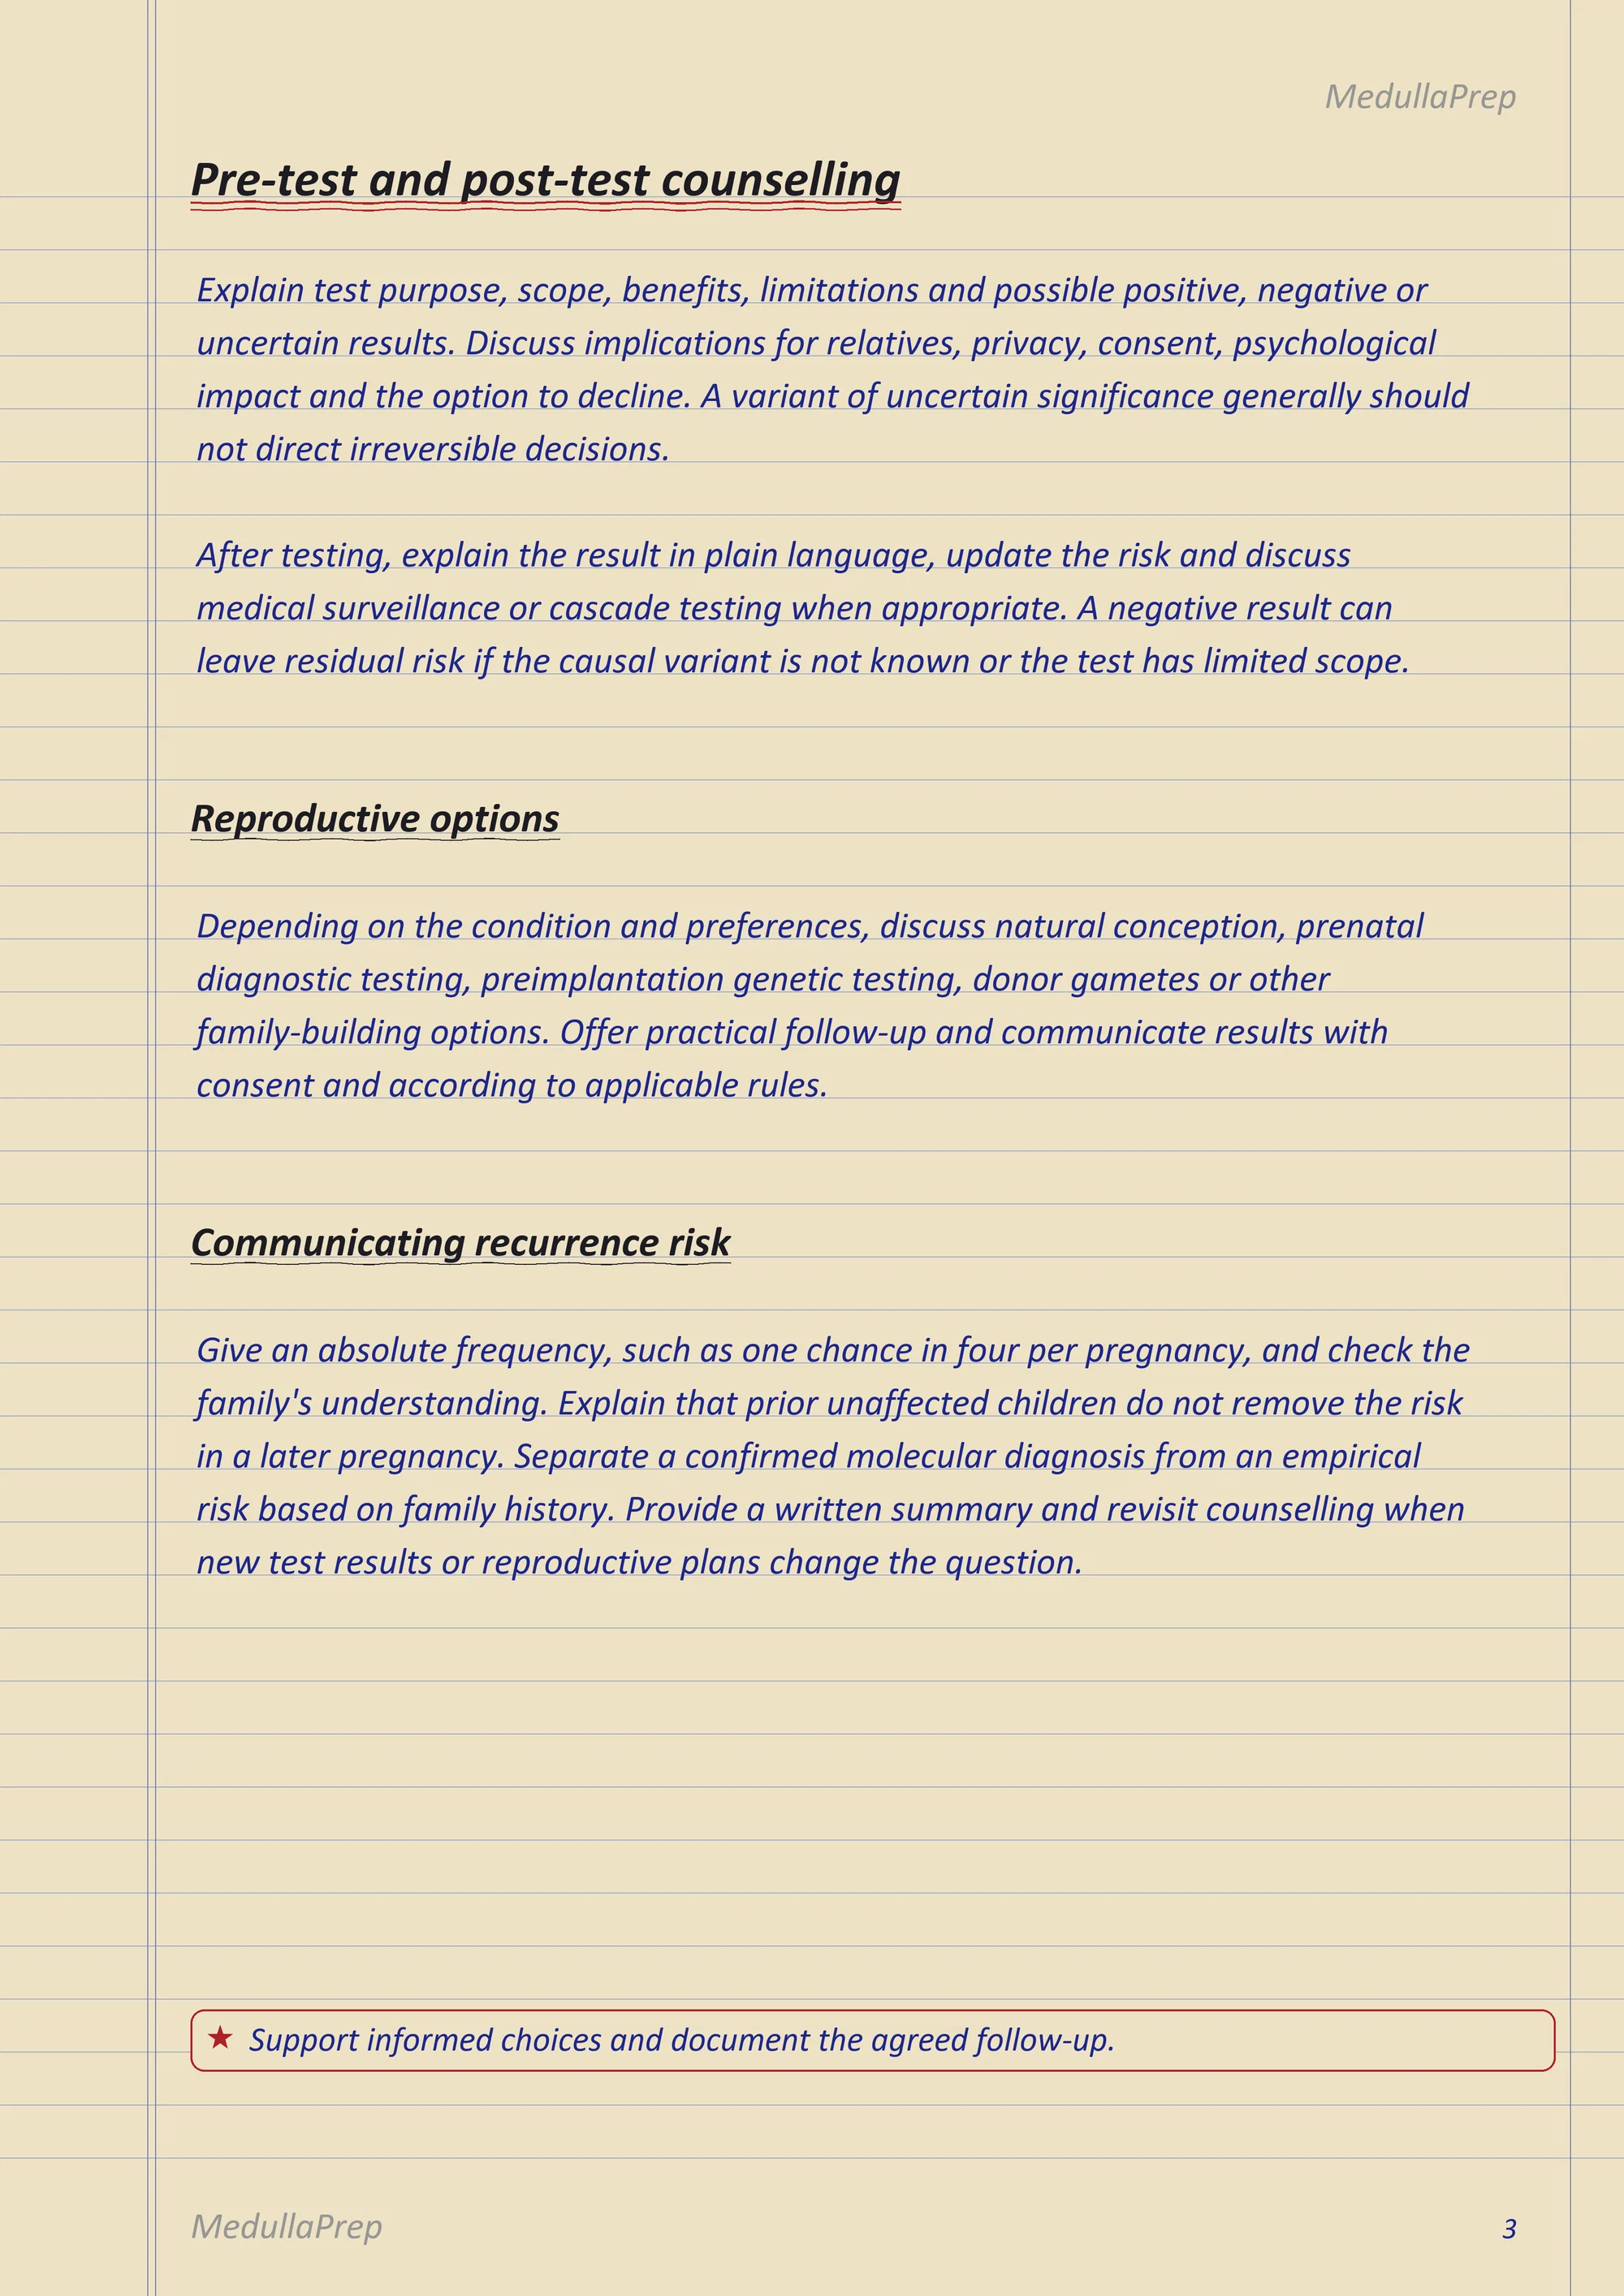 MedullaPrep
Pre-test and post-test counselling
Explain test purpose, scope, benefits, limitations and possible positive, negative or
uncertain results. Discuss implications for relatives, privacy, consent, psychological
impact and the option to decline. A variant of uncertain significance generally should
not direct irreversible decisions.
After testing, explain the result in plain language, update the risk and discuss
medical surveillance or cascade testing when appropriate. A negative result can
leave residual risk if the causal variant is not known or the test has limited scope.
Reproductive options
Depending on the condition and preferences, discuss natural conception, prenatal
diagnostic testing, preimplantation genetic testing, donor gametes or other
family-building options. Offer practical follow-up and communicate results with
consent and according to applicable rules.
Communicating recurrence risk
Give an absolute frequency, such as one chance in four per pregnancy, and check the
family's understanding. Explain that prior unaffected children do not remove the risk
in a later pregnancy. Separate a confirmed molecular diagnosis from an empirical
risk based on family history. Provide a written summary and revisit counselling when
new test results or reproductive plans change the question.
★ Support informed choices and document the agreed follow-up.
MedullaPrep
3